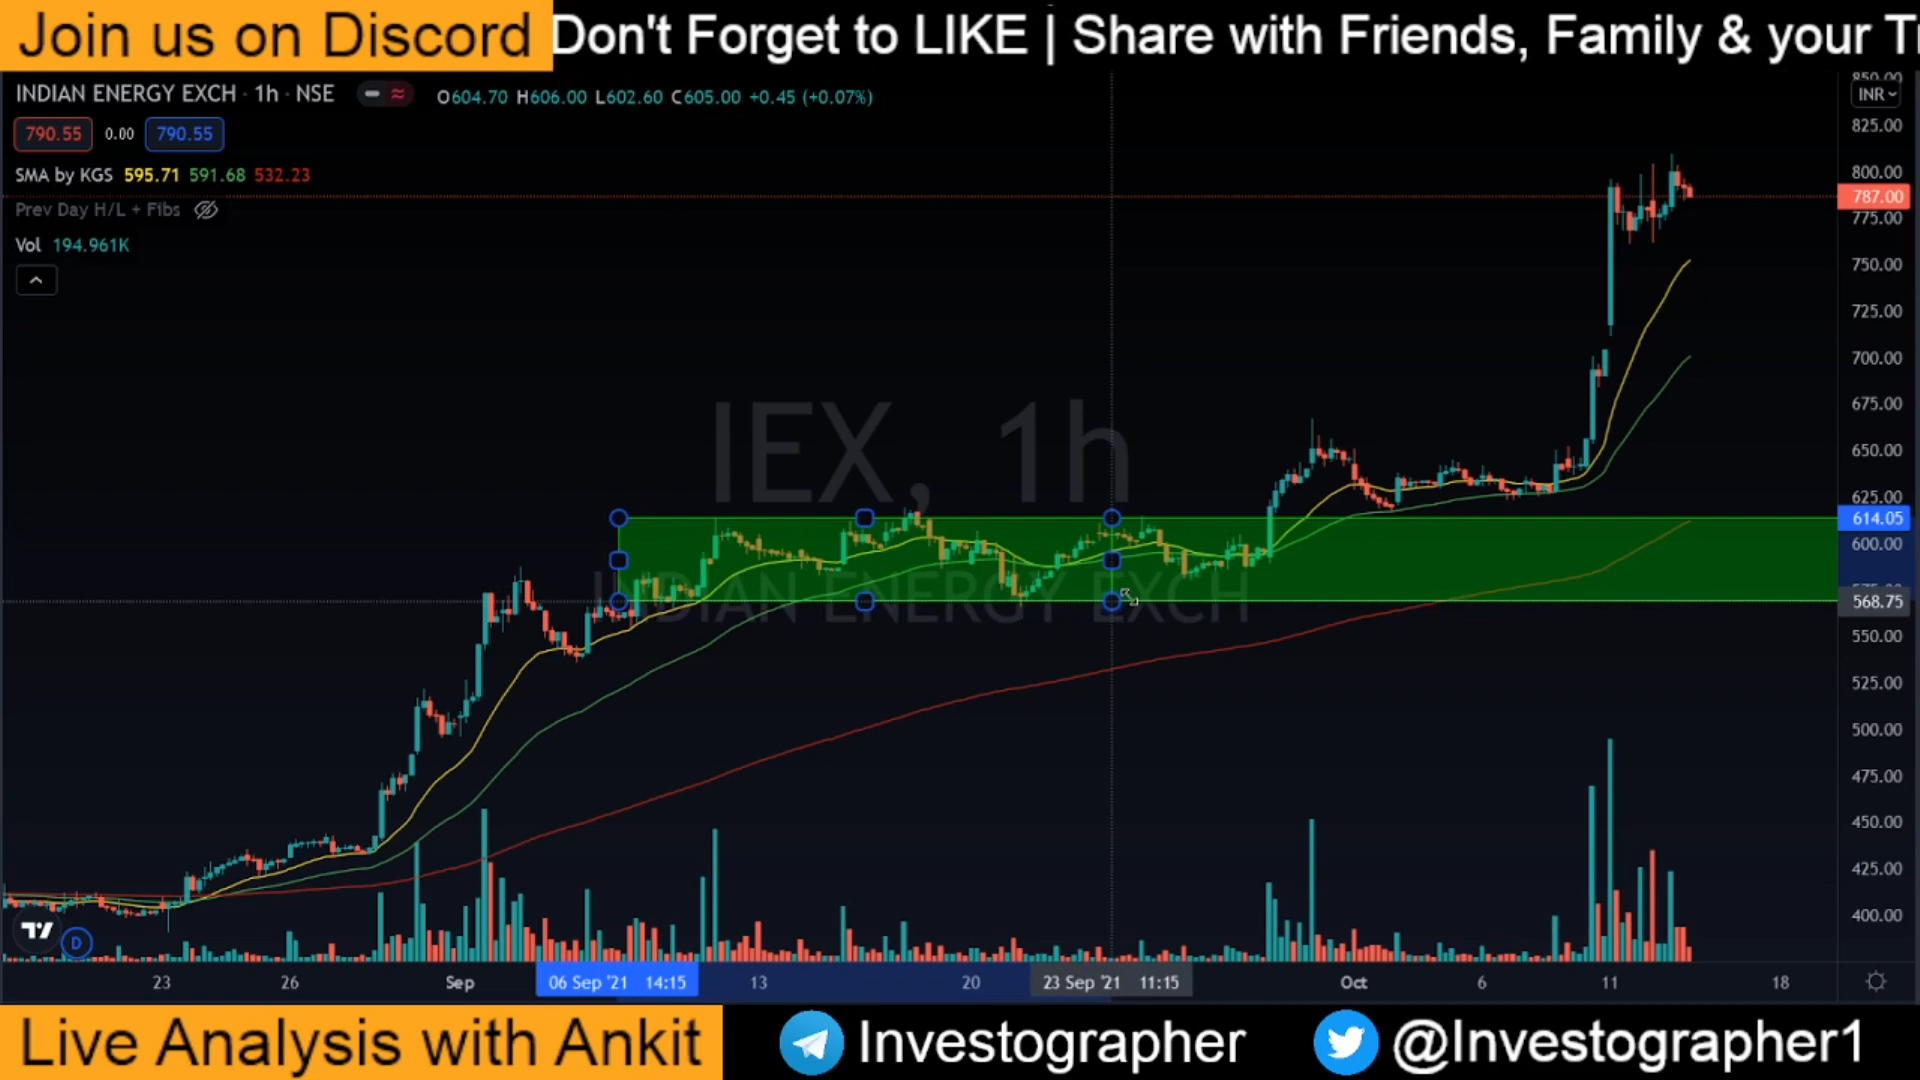 Join us on Discord
Don't Forget to LIKE | Share with Friends, Family & your T
INDIAN ENERGY EXCH · 1h · NSE
O604.70 H606.00 L602.60 C605.00 +0.45 (+0.07%)
790.55 0.00 790.55
SMA by KGS 595.71 591.68 532.23
Prev Day H/L + Fibs
Vol 194.961K
IEX, 1h
INDIAN ENERGY EXCH
850.00
INR
825.00
800.00
787.00
775.00
750.00
725.00
700.00
675.00
650.00
625.00
614.05
600.00
568.75
550.00
525.00
500.00
475.00
450.00
425.00
400.00
D
23 26 Sep 06 Sep '21 14:15 13 20 23 Sep '21 11:15 Oct 6 11 18
Live Analysis with Ankit
Investographer
@Investographer1